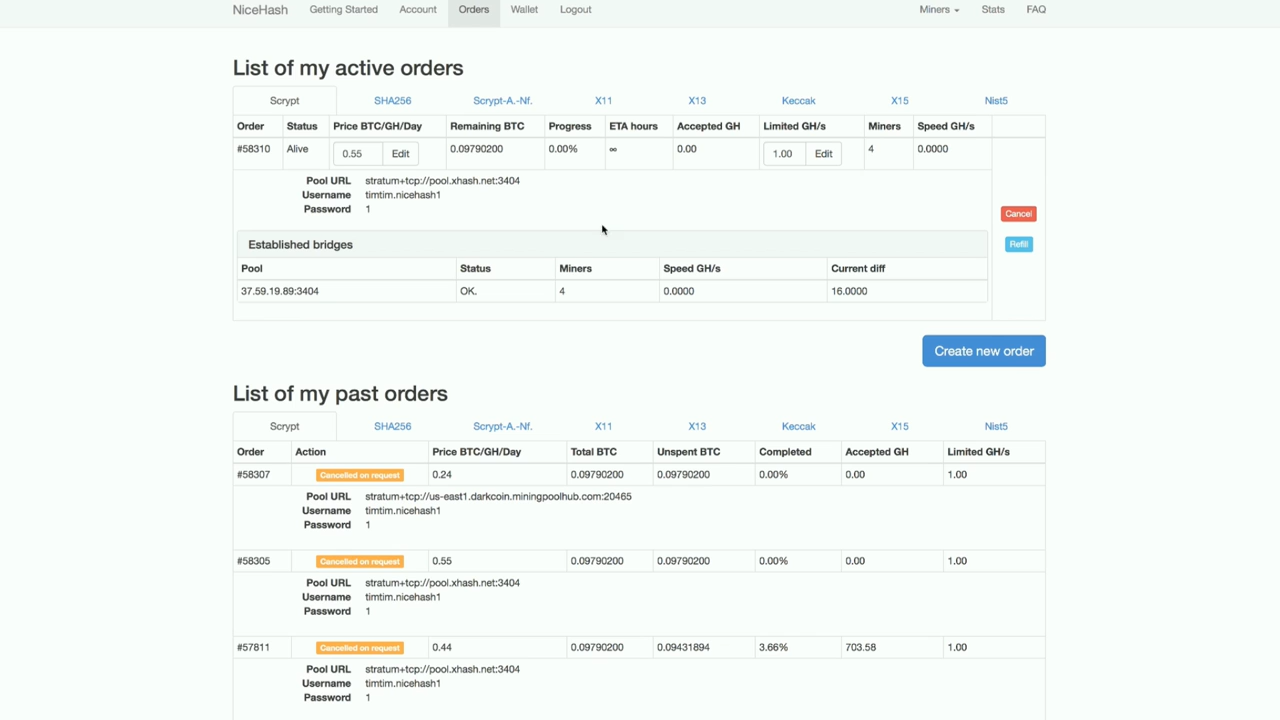 NiceHash Getting Started Account Orders Wallet Logout Miners Stats FAQ
List of my active orders
Scrypt SHA256 Scrypt-A.-Nf. X11 X13 Keccak X15 Nist5
Order Status Price BTC/GH/Day Remaining BTC Progress ETA hours Accepted GH Limited GH/s Miners Speed GH/s
#58310 Alive 0.55 Edit 0.09790200 0.00% ∞ 0.00 1.00 Edit 4 0.0000
Pool URL stratum+tcp://pool.xhash.net:3404
Username timtim.nicehash1
Password 1
Cancel
Refill
Established bridges
Pool Status Miners Speed GH/s Current diff
37.59.19.89:3404 OK. 4 0.0000 16.0000
Create new order
List of my past orders
Scrypt SHA256 Scrypt-A.-Nf. X11 X13 Keccak X15 Nist5
Order Action Price BTC/GH/Day Total BTC Unspent BTC Completed Accepted GH Limited GH/s
#58307 Cancelled on request 0.24 0.09790200 0.09790200 0.00% 0.00 1.00
Pool URL stratum+tcp://us-east1.darkcoin.miningpoolhub.com:20465
Username timtim.nicehash1
Password 1
#58305 Cancelled on request 0.55 0.09790200 0.09790200 0.00% 0.00 1.00
Pool URL stratum+tcp://pool.xhash.net:3404
Username timtim.nicehash1
Password 1
#57811 Cancelled on request 0.44 0.09790200 0.09431894 3.66% 703.58 1.00
Pool URL stratum+tcp://pool.xhash.net:3404
Username timtim.nicehash1
Password 1